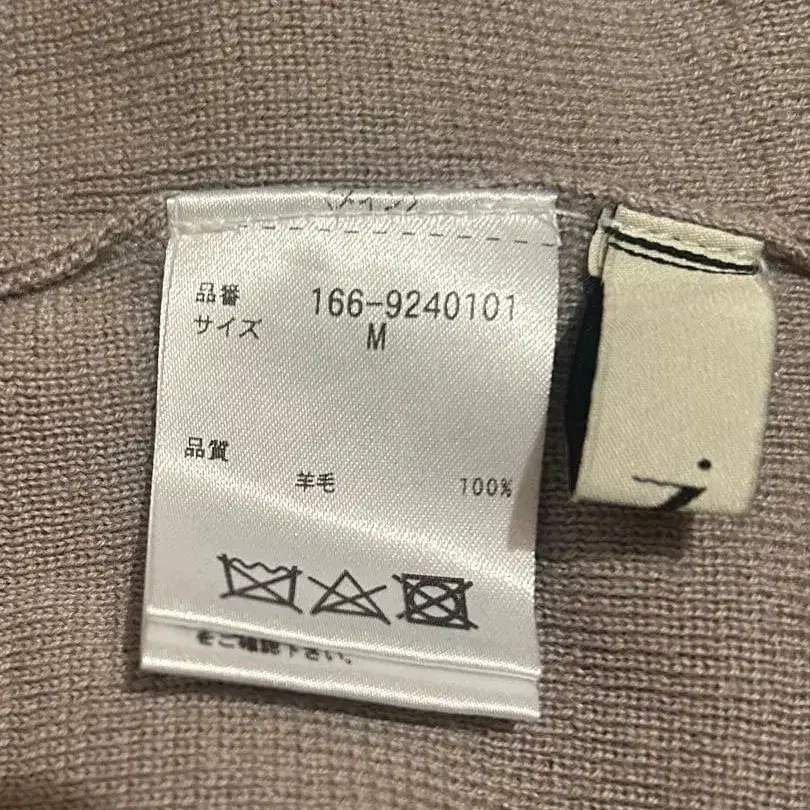 品番 166-9240101
サイズ M
品質
羊毛 100%
をご確認下さい。